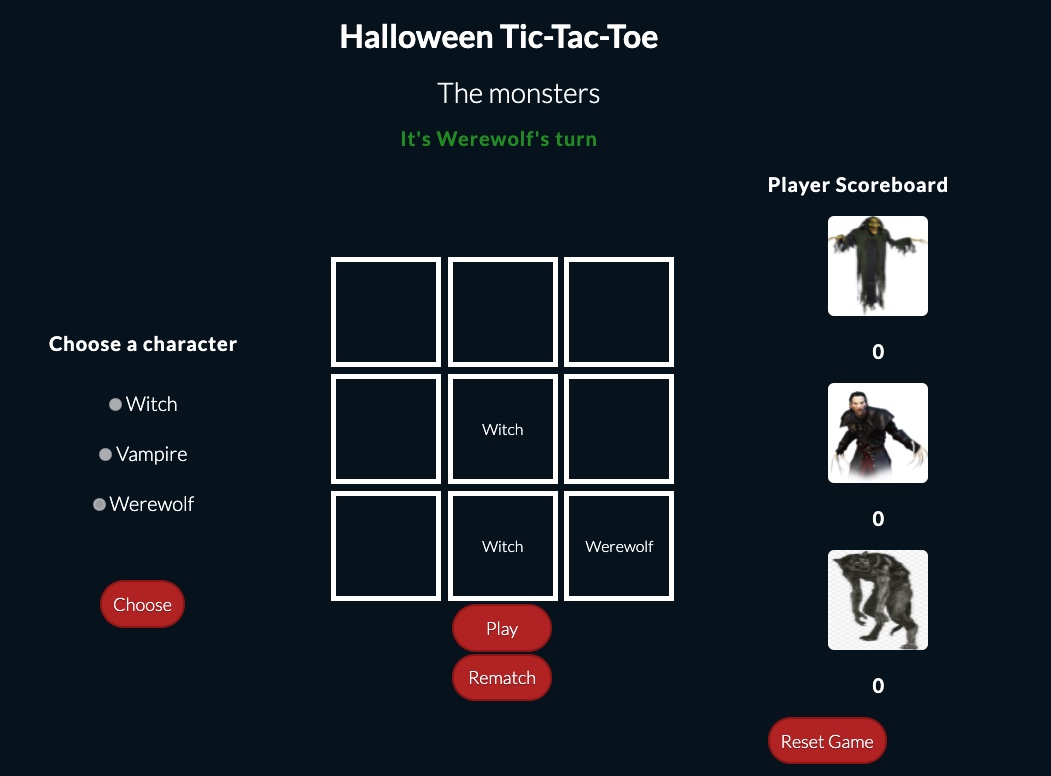 Halloween Tic-Tac-Toe
The monsters
It's Werewolf's turn
Choose a character
Witch
Vampire
Werewolf
Choose
Witch
Witch
Werewolf
Play
Rematch
Player Scoreboard
0
0
0
Reset Game